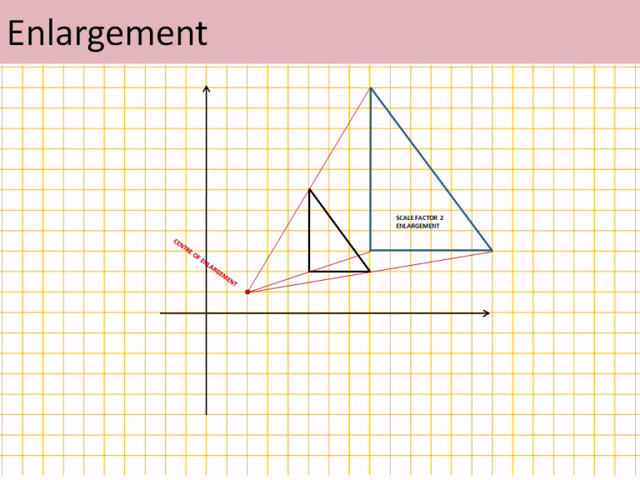 Enlargement
SCALE FACTOR 2
ENLARGEMENT
CENTRE OF ENLARGEMENT